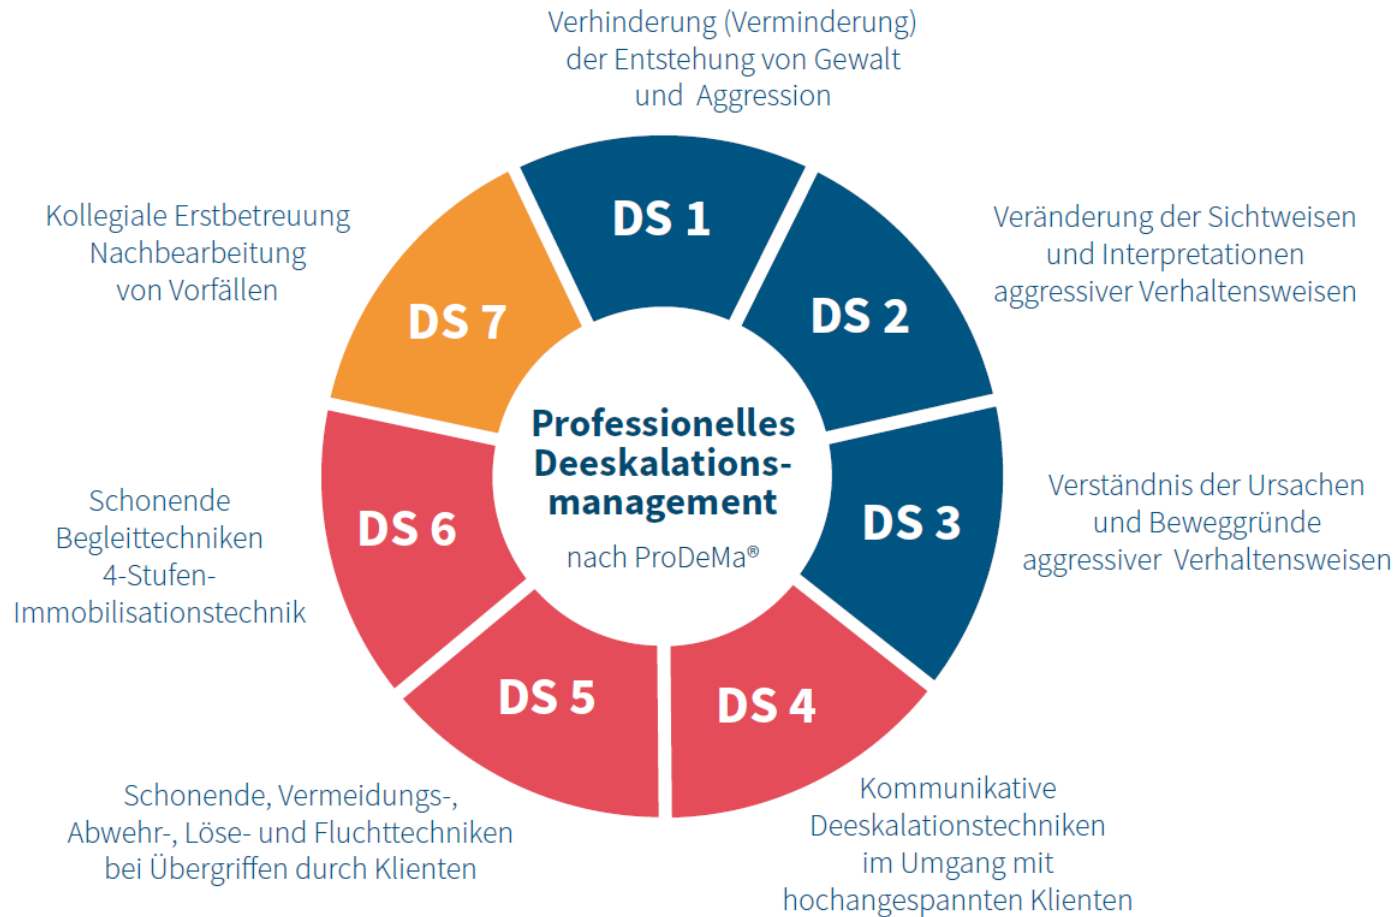 Verhinderung (Verminderung)
der Entstehung von Gewalt
und Aggression
DS 1
Veränderung der Sichtweisen
und Interpretationen
aggressiver Verhaltensweisen
DS 2
Verständnis der Ursachen
und Beweggründe
aggressiver Verhaltensweisen
DS 3
Kommunikative
Deeskalationstechniken
im Umgang mit
hochangespannten Klienten
DS 4
Schonende, Vermeidungs-,
Abwehr-, Löse- und Fluchttechniken
bei Übergriffen durch Klienten
DS 5
Schonende
Begleittechniken
4-Stufen-
Immobilisationstechnik
DS 6
Kollegiale Erstbetreuung
Nachbearbeitung
von Vorfällen
DS 7
Professionelles
Deeskalations-
management
nach ProDeMa®